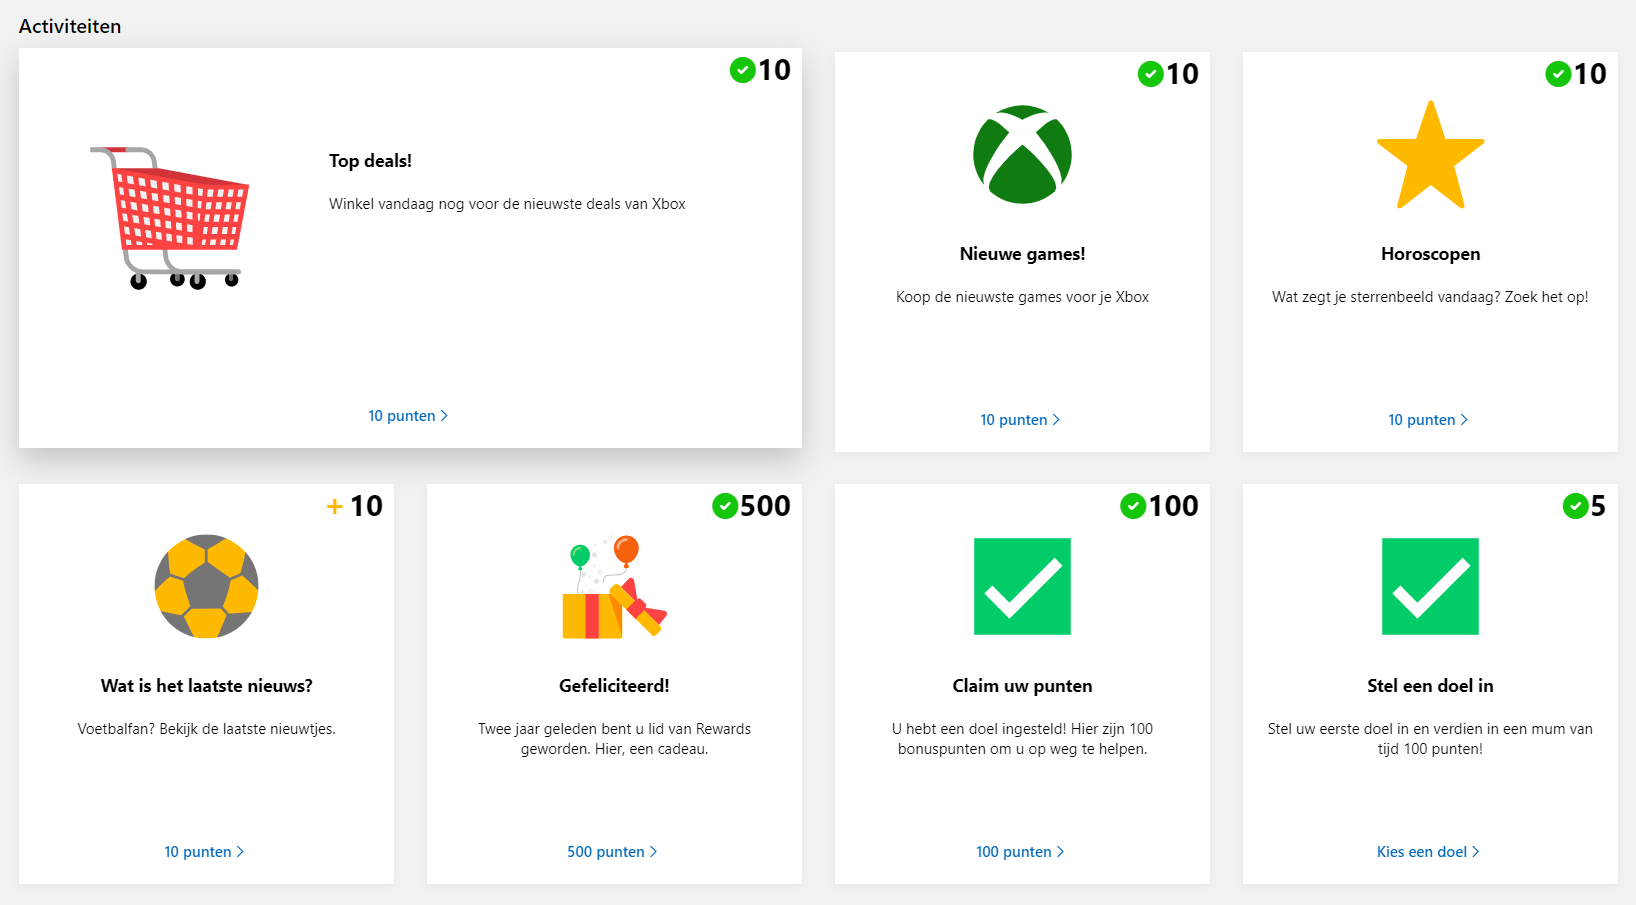 Activiteiten
10
Top deals!
Winkel vandaag nog voor de nieuwste deals van Xbox
10 punten
10
Nieuwe games!
Koop de nieuwste games voor je Xbox
10 punten
10
Horoscopen
Wat zegt je sterrenbeeld vandaag? Zoek het op!
10 punten
+ 10
Wat is het laatste nieuws?
Voetbalfan? Bekijk de laatste nieuwtjes.
10 punten
500
Gefeliciteerd!
Twee jaar geleden bent u lid van Rewards
geworden. Hier, een cadeau.
500 punten
100
Claim uw punten
U hebt een doel ingesteld! Hier zijn 100
bonuspunten om u op weg te helpen.
100 punten
5
Stel een doel in
Stel uw eerste doel in en verdien in een mum van
tijd 100 punten!
Kies een doel